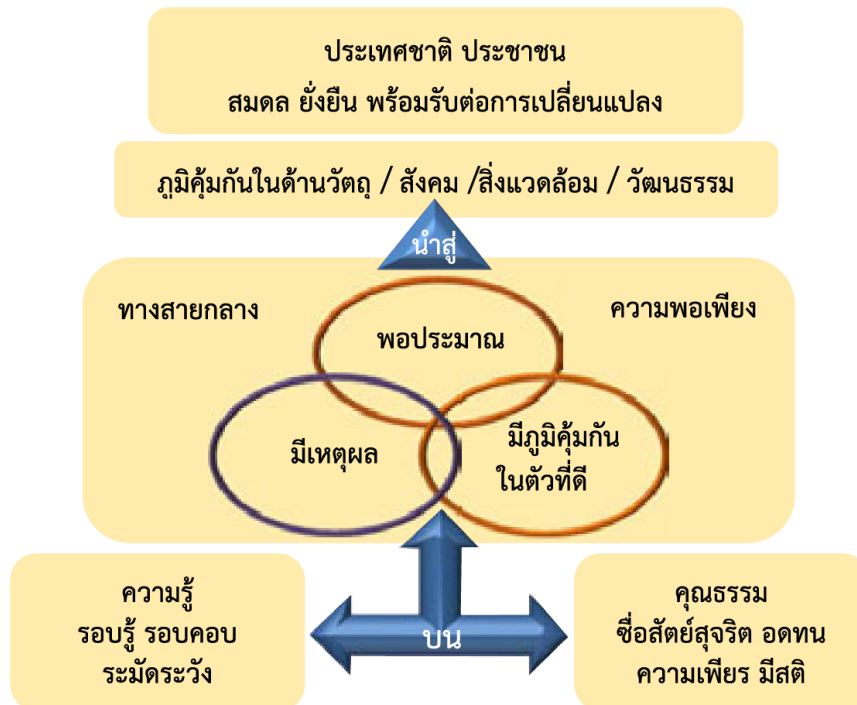 ประเทศชาติ ประชาชน
สมดล ยั่งยืน พร้อมรับต่อการเปลี่ยนแปลง
ภูมิคุ้มกันในด้านวัตถุ / สังคม /สิ่งแวดล้อม / วัฒนธรรม
นำสู่
ทางสายกลาง
ความพอเพียง
พอประมาณ
มีเหตุผล
มีภูมิคุ้มกัน
ในตัวที่ดี
ความรู้
รอบรู้ รอบคอบ
ระมัดระวัง
บน
คุณธรรม
ซื่อสัตย์สุจริต อดทน
ความเพียร มีสติ